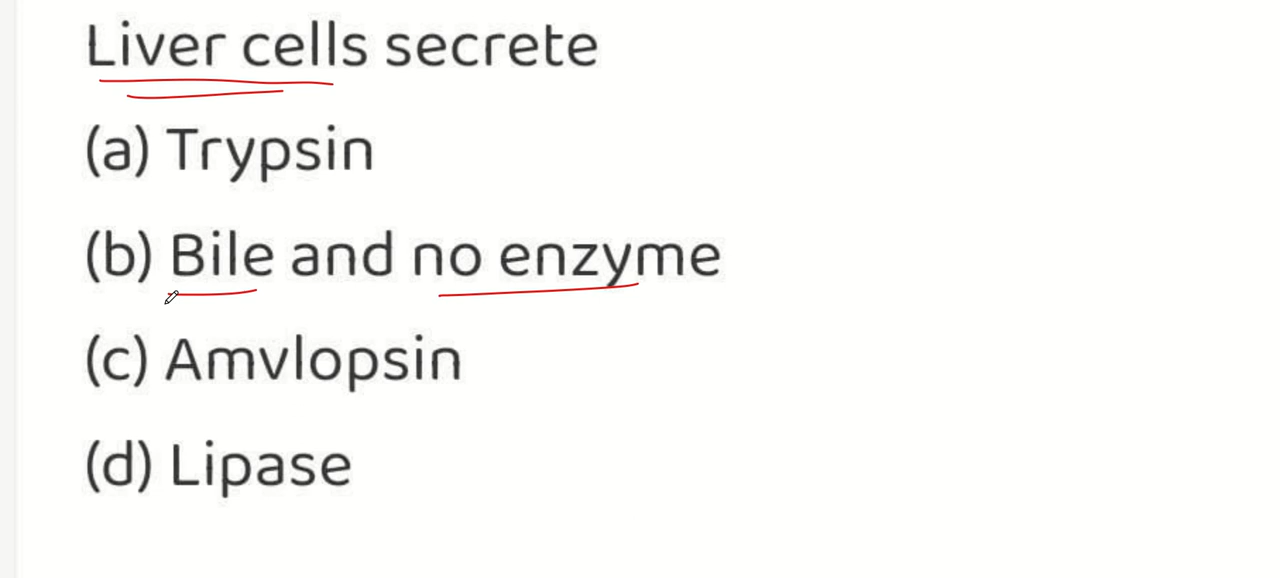 Liver cells secrete
(a) Trypsin
(b) Bile and no enzyme
(c) Amvlopsin
(d) Lipase